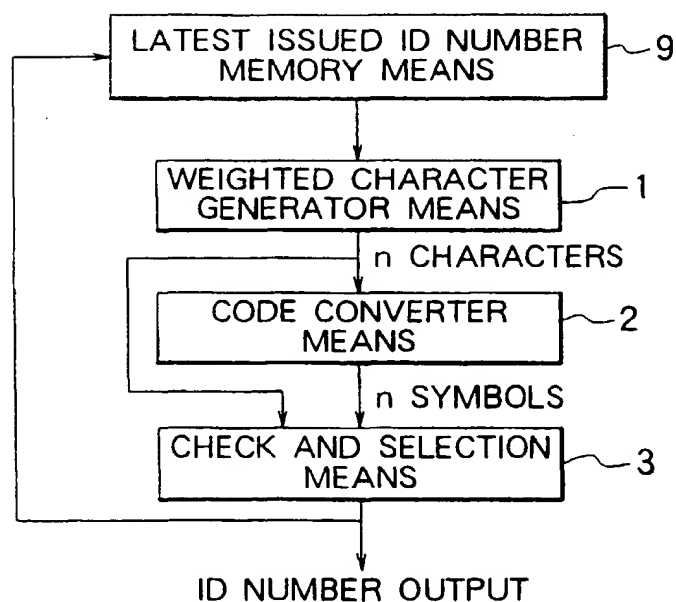 LATEST ISSUED ID NUMBER
MEMORY MEANS
9
WEIGHTED CHARACTER
GENERATOR MEANS
1
n CHARACTERS
CODE CONVERTER
MEANS
2
n SYMBOLS
CHECK AND SELECTION
MEANS
3
ID NUMBER OUTPUT